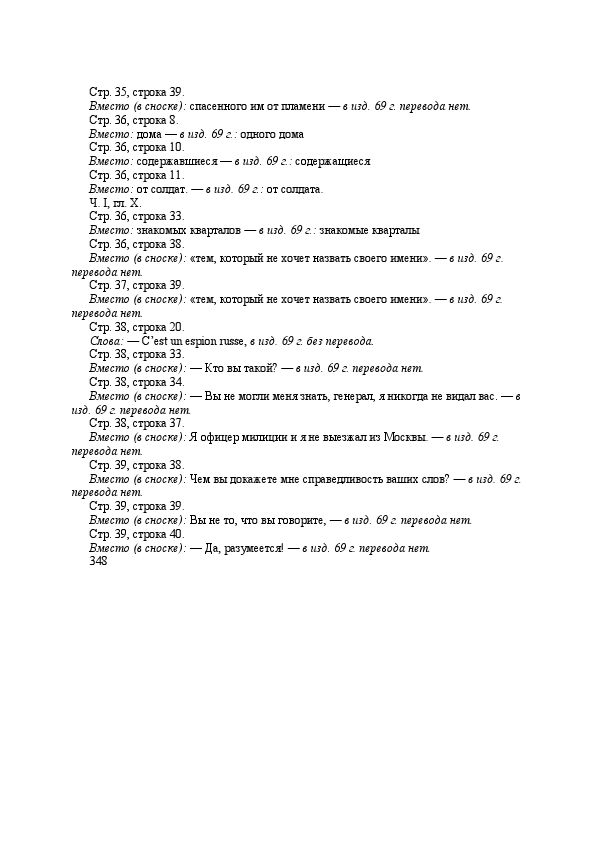 Стр. 35, строка 39.
Вместо (в сноске): спасенного им от пламени — в изд. 69 г. перевода нет.
Стр. 36, строка 8.
Вместо: дома — в изд. 69 г.: одного дома
Стр. 36, строка 10.
Вместо: содержавшиеся — в изд. 69 г.: содержащиеся
Стр. 36, строка 11.
Вместо: от солдат. — в изд. 69 г.: от солдата.
Ч. I, гл. X.
Стр. 36, строка 33.
Вместо: знакомых кварталов — в изд. 69 г.: знакомые кварталы
Стр. 36, строка 38.
Вместо (в сноске): «тем, который не хочет назвать своего имени». — в изд. 69 г.
перевода нет.
Стр. 37, строка 39.
Вместо (в сноске): «тем, который не хочет назвать своего имени». — в изд. 69 г.
перевода нет.
Стр. 38, строка 20.
Слова: — C’est un espion russe, в изд. 69 г. без перевода.
Стр. 38, строка 33.
Вместо (в сноске): — Кто вы такой? — в изд. 69 г. перевода нет.
Стр. 38, строка 34.
Вместо (в сноске): — Вы не могли меня знать, генерал, я никогда не видал вас. — в
изд. 69 г. перевода нет.
Стр. 38, строка 37.
Вместо (в сноске): Я офицер милиции и я не выезжал из Москвы. — в изд. 69 г.
перевода нет.
Стр. 39, строка 38.
Вместо (в сноске): Чем вы докажете мне справедливость ваших слов? — в изд. 69 г.
перевода нет.
Стр. 39, строка 39.
Вместо (в сноске): Вы не то, что вы говорите, — в изд. 69 г. перевода нет.
Стр. 39, строка 40.
Вместо (в сноске): — Да, разумеется! — в изд. 69 г. перевода нет.
348